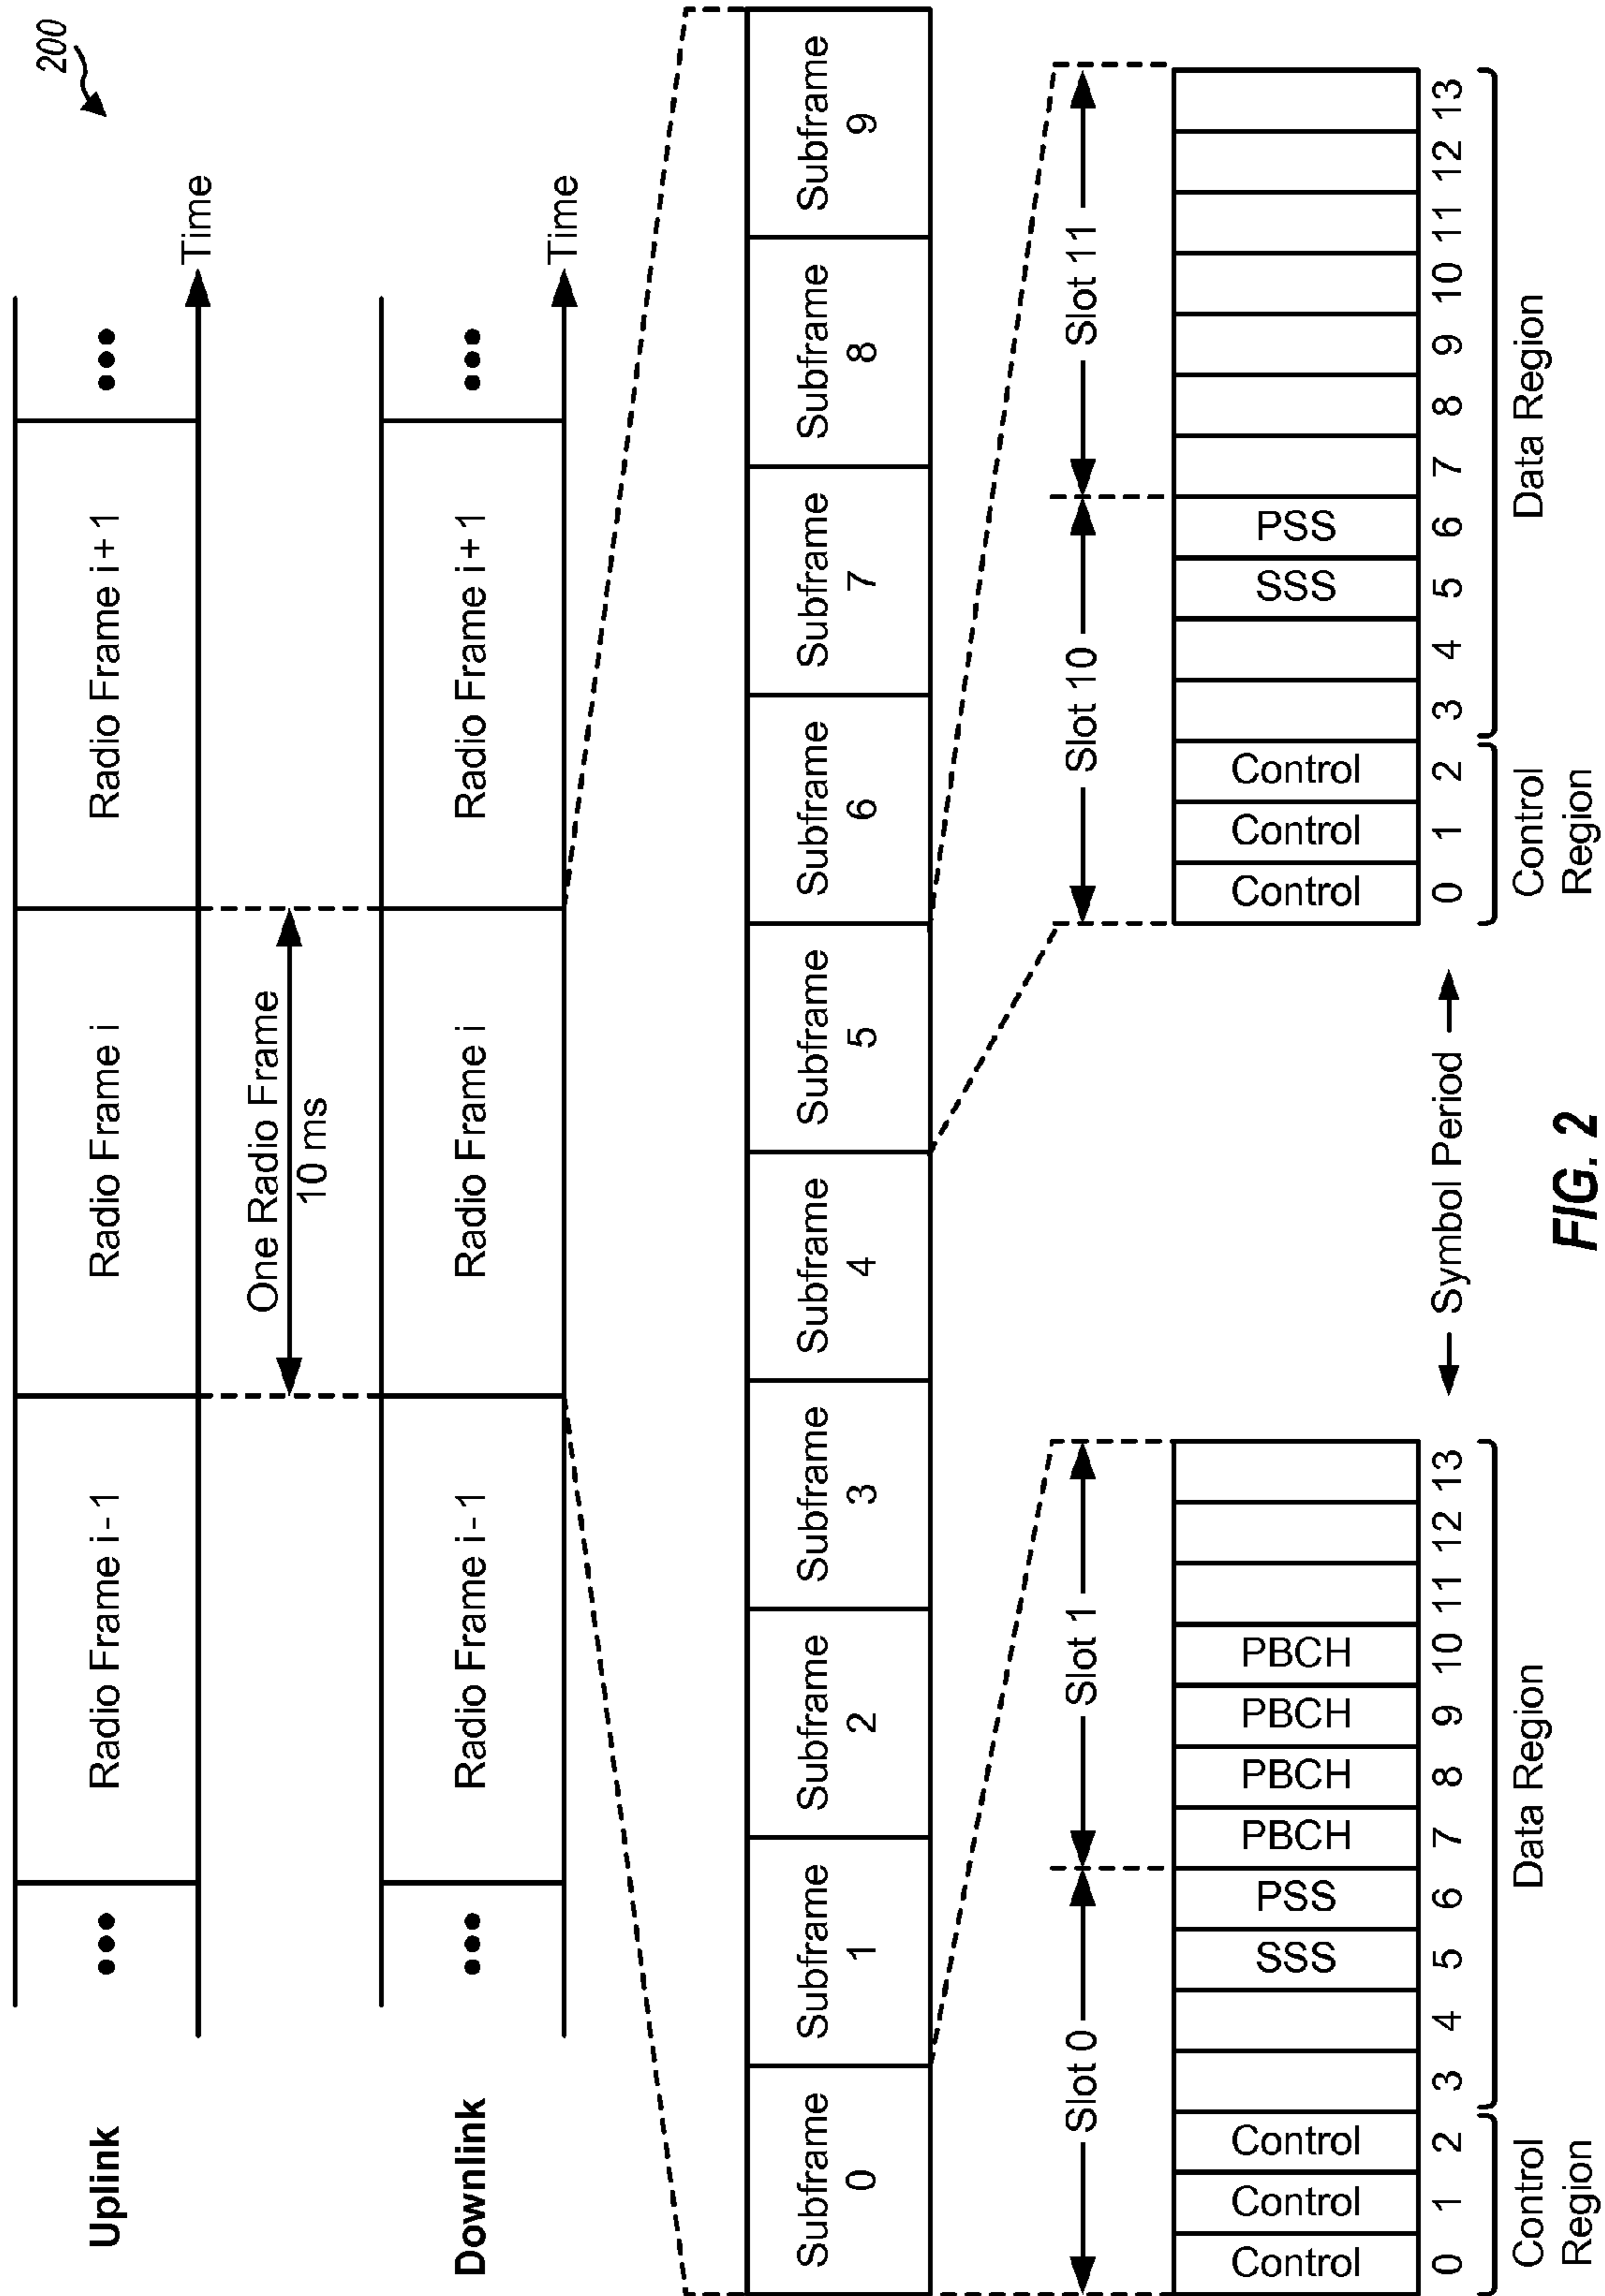 200
Uplink
••• Radio Frame i - 1 Radio Frame i Radio Frame i + 1 •••
Time
One Radio Frame
10 ms
Downlink
••• Radio Frame i - 1 Radio Frame i Radio Frame i + 1 •••
Time
Subframe 0 Subframe 1 Subframe 2 Subframe 3 Subframe 4 Subframe 5 Subframe 6 Subframe 7 Subframe 8 Subframe 9
Slot 0 Slot 1 Slot 10 Slot 11
Control Control Control SSS PSS PBCH PBCH PBCH PBCH
0 1 2 3 4 5 6 7 8 9 10 11 12 13
Control
Region
Data Region
Symbol Period
Control Control Control SSS PSS
0 1 2 3 4 5 6 7 8 9 10 11 12 13
Control
Region
Data Region
FIG. 2